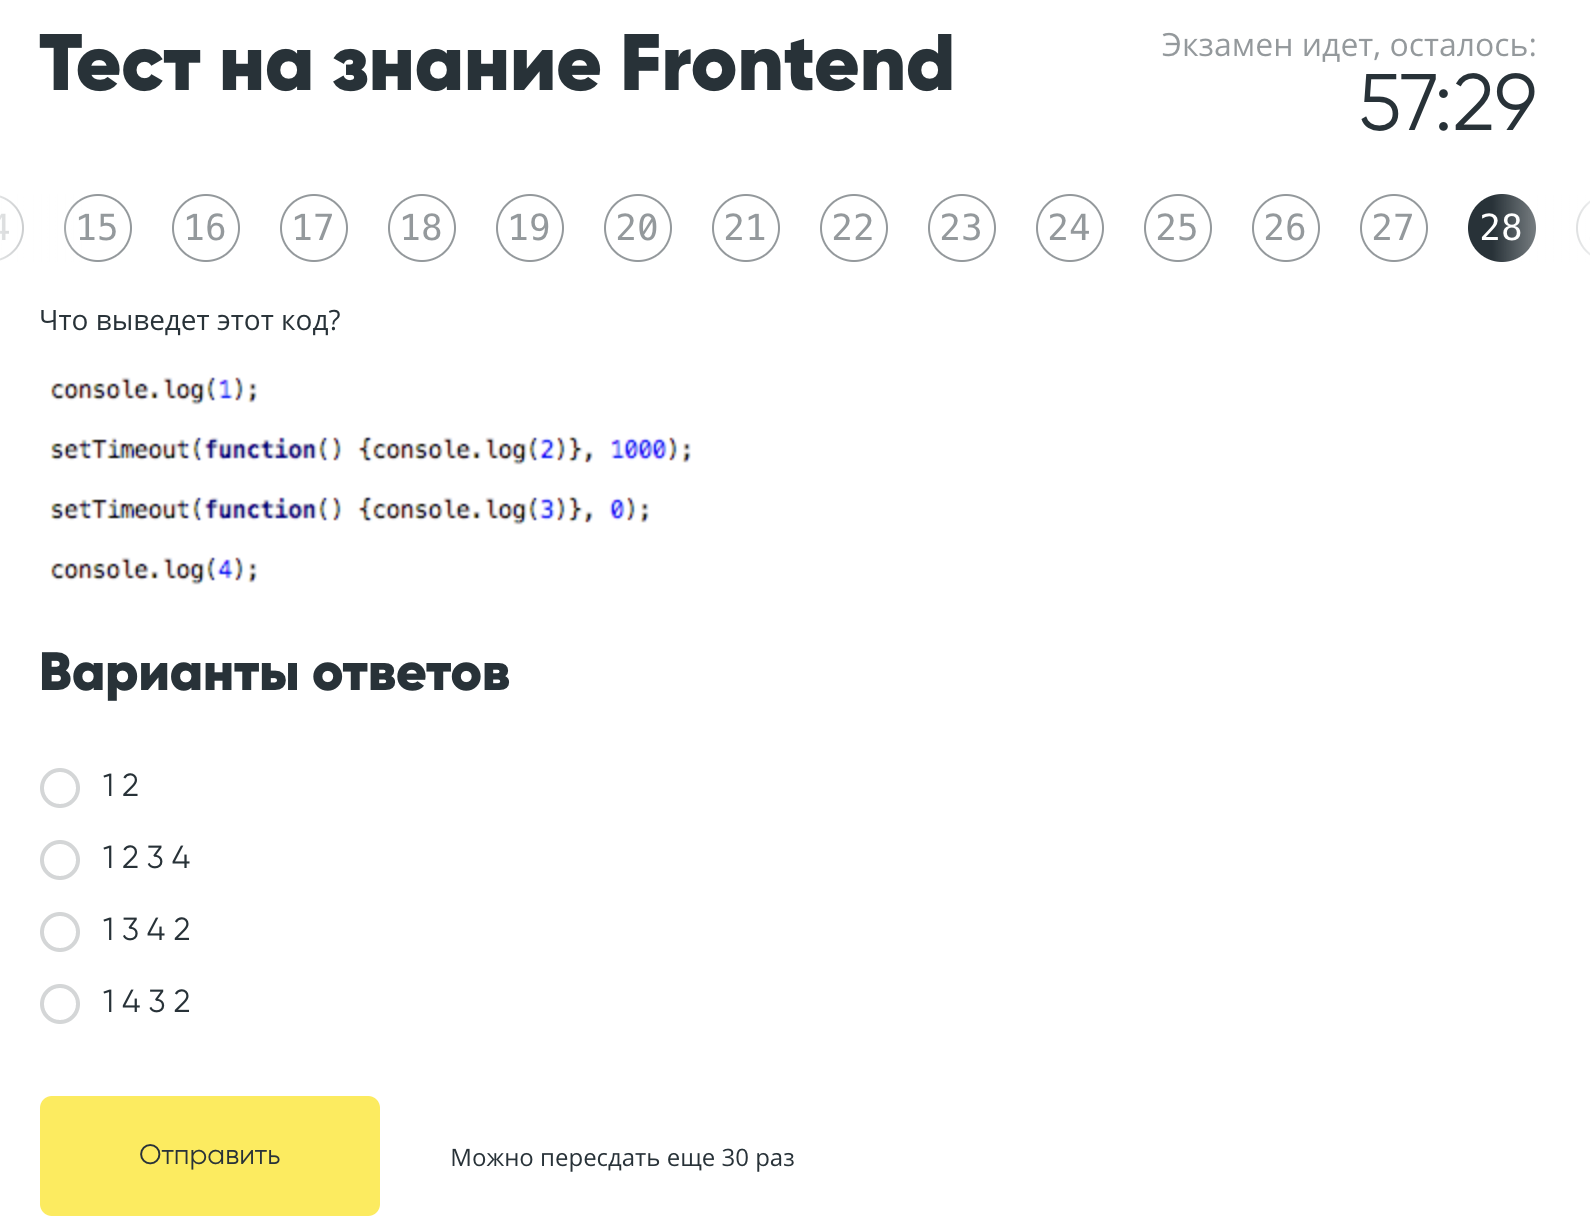 Тест на знание Frontend
Экзамен идет, осталось:
57:29
4 15 16 17 18 19 20 21 22 23 24 25 26 27 28
Что выведет этот код?
console.log(1);
setTimeout(function() {console.log(2)}, 1000);
setTimeout(function() {console.log(3)}, 0);
console.log(4);
Варианты ответов
1 2
1 2 3 4
1 3 4 2
1 4 3 2
Отправить
Можно пересдать еще 30 раз